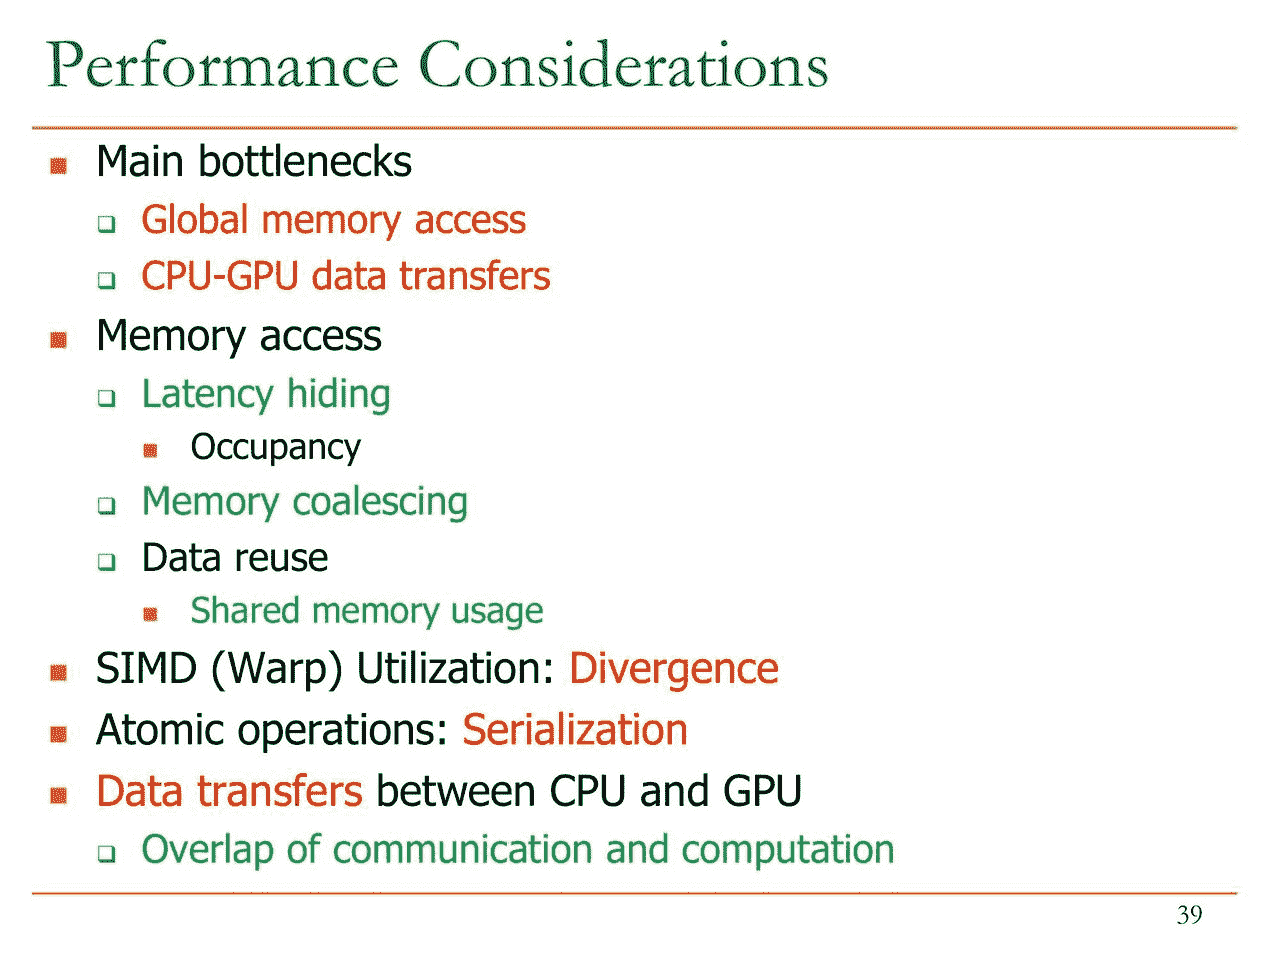 Performance Considerations
Main bottlenecks
Global memory access
CPU-GPU data transfers
Memory access
Latency hiding
Occupancy
Memory coalescing
Data reuse
Shared memory usage
SIMD (Warp) Utilization: Divergence
Atomic operations: Serialization
Data transfers between CPU and GPU
Overlap of communication and computation
39